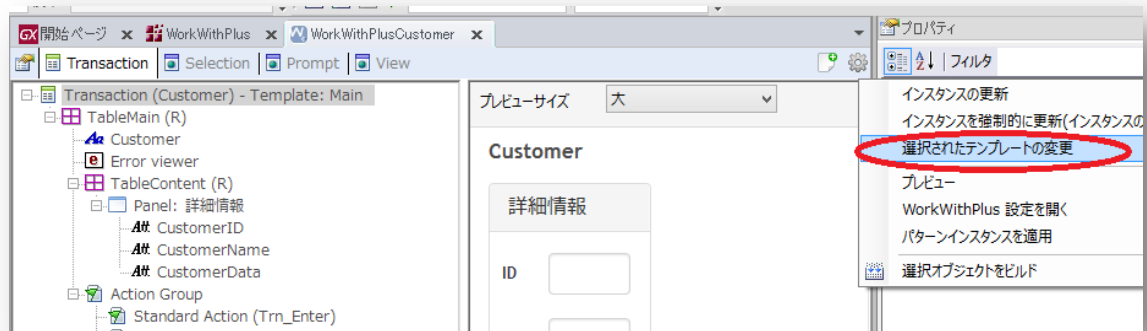 GX 開始ページ x WorkWithPlus x WorkWithPlusCustomer x
プロパティ
Transaction Selection Prompt View
フィルタ
Transaction (Customer) - Template: Main
TableMain (R)
Aa Customer
e Error viewer
TableContent (R)
Panel: 詳細情報
Att CustomerID
Att CustomerName
Att CustomerData
Action Group
Standard Action (Trn_Enter)
プレビューサイズ 大
Customer
詳細情報
ID
インスタンスの更新
インスタンスを強制的に更新(インスタンスの
選択されたテンプレートの変更
プレビュー
WorkWithPlus 設定を開く
パターンインスタンスを適用
選択オブジェクトをビルド